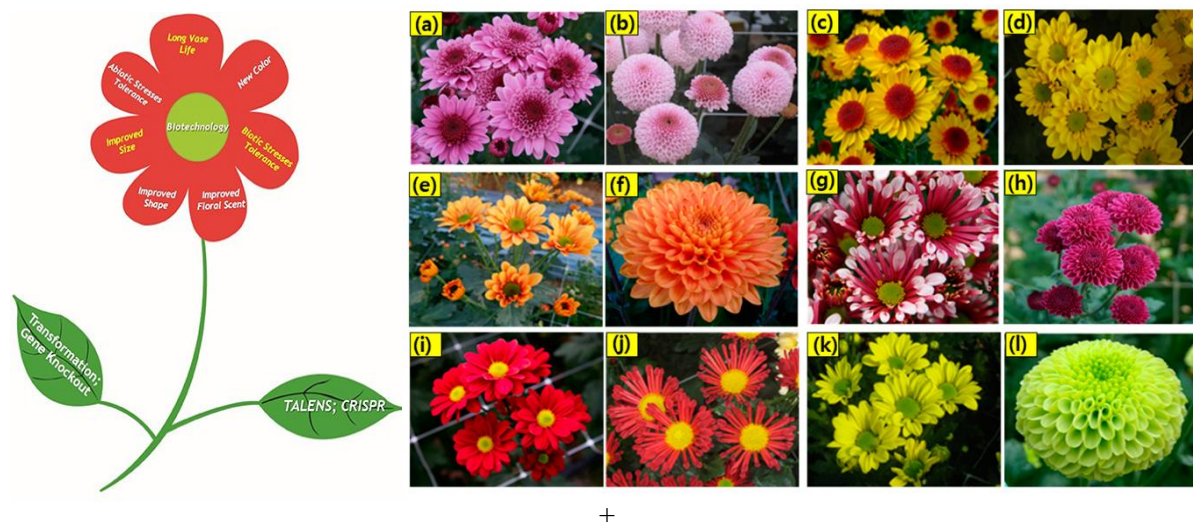 Long Vase
Life
New Color
Abiotic Stresses
Tolerance
Biotechnology
Improved
Size
Biotic Stresses
Tolerance
Improved
Shape
Improved
Floral Scent
Transformation;
Gene Knockout
TALENS; CRISPR
(a)
(b)
(c)
(d)
(e)
(f)
(g)
(h)
(i)
(j)
(k)
(l)
+